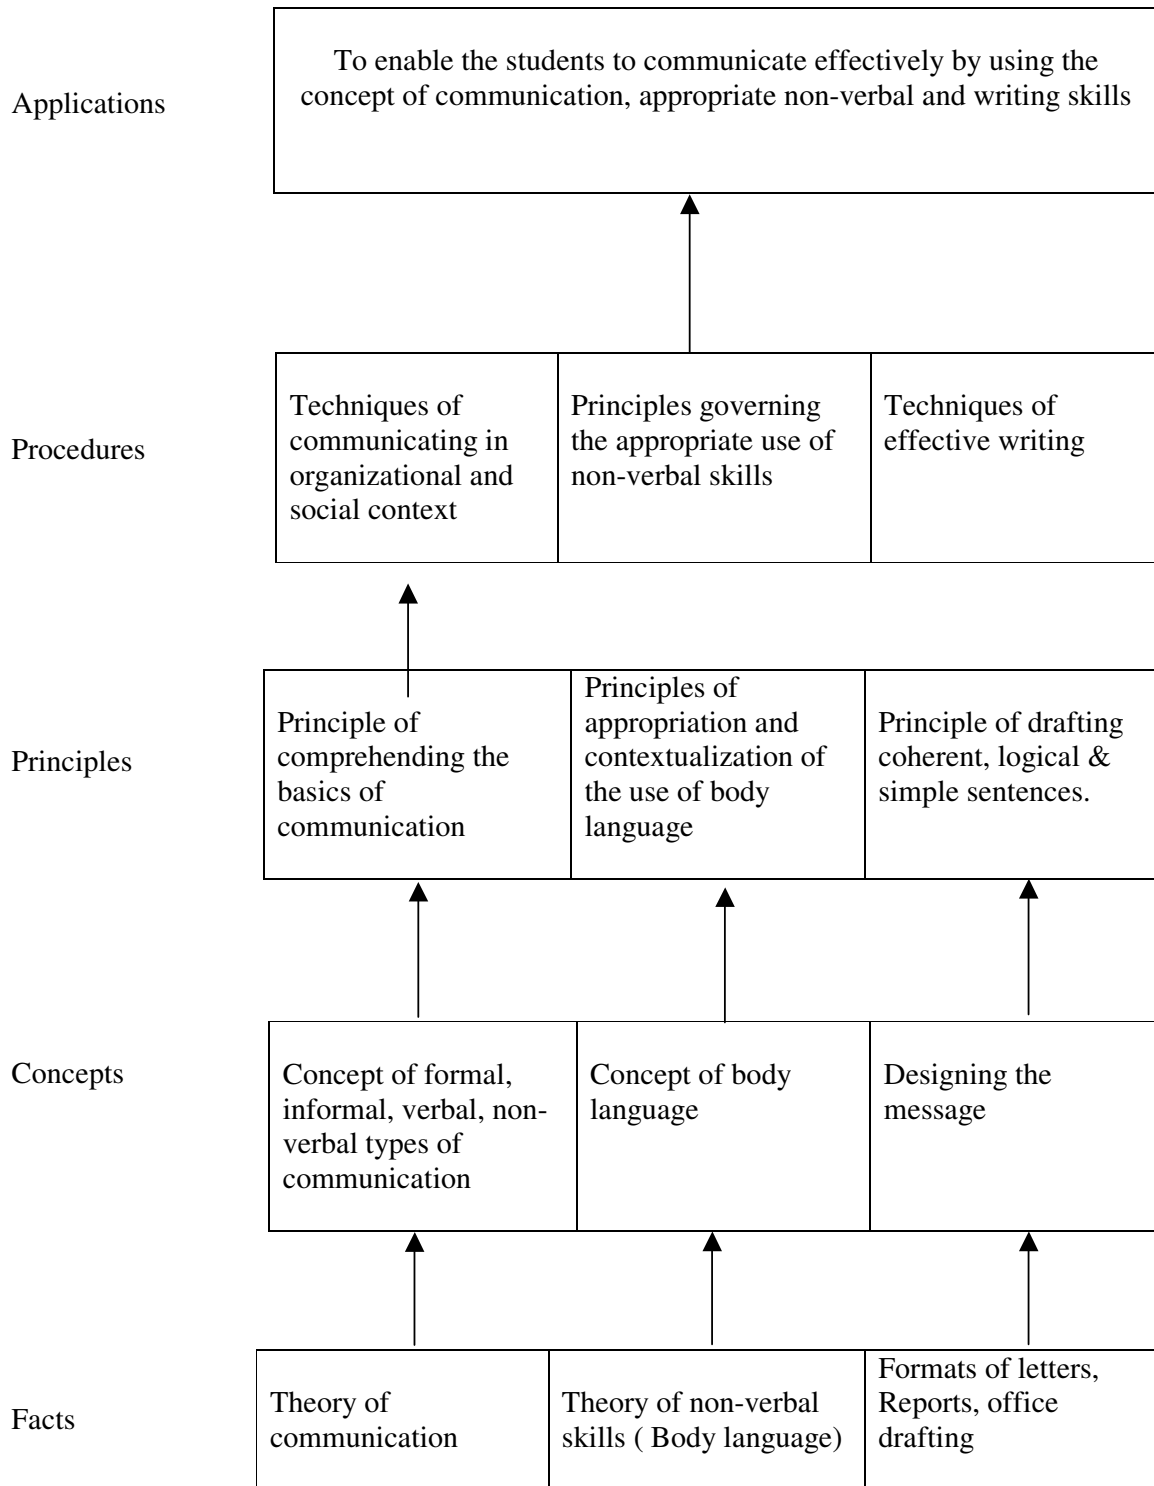 Applications
To enable the students to communicate effectively by using the
concept of communication, appropriate non-verbal and writing skills
Procedures
Techniques of
communicating in
organizational and
social context
Principles governing
the appropriate use of
non-verbal skills
Techniques of
effective writing
Principles
Principle of
comprehending the
basics of
communication
Principles of
appropriation and
contextualization of
the use of body
language
Principle of drafting
coherent, logical &
simple sentences.
Concepts
Concept of formal,
informal, verbal, non-
verbal types of
communication
Concept of body
language
Designing the
message
Facts
Theory of
communication
Theory of non-verbal
skills ( Body language)
Formats of letters,
Reports, office
drafting